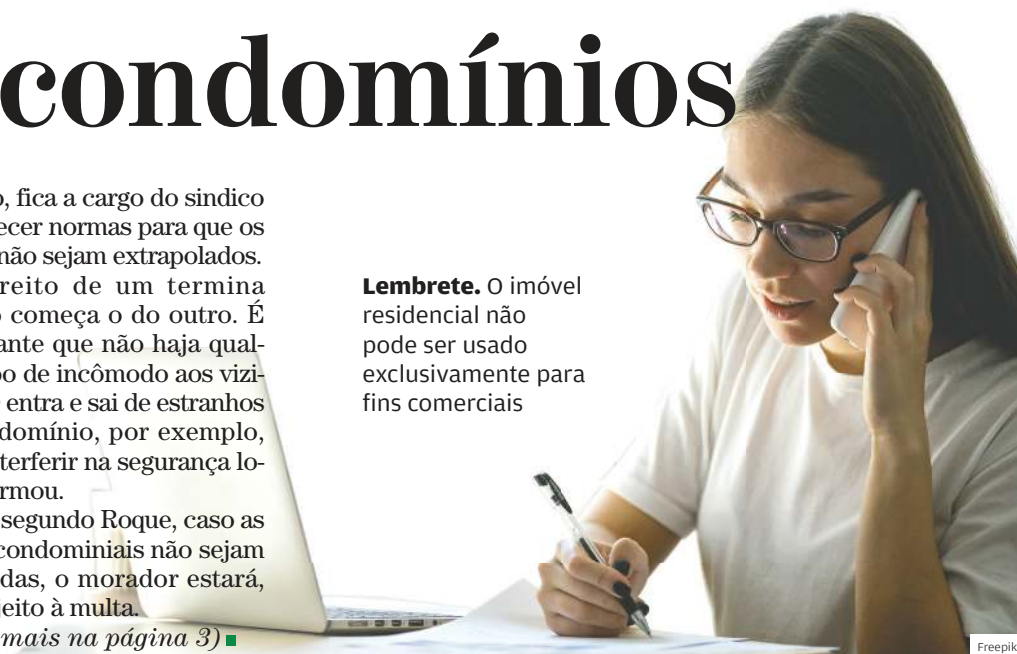 condomínios
o, fica a cargo do sindico
ecer normas para que os
não sejam extrapolados.
reito de um termina
o começa o do outro. É
ante que não haja qual-
po de incômodo aos vizi-
entra e sai de estranhos
domínio, por exemplo,
terferir na segurança lo-
rmou.
segundo Roque, caso as
condominiais não sejam
das, o morador estará,
jeito à multa.
mais na página 3)
Lembrete. O imóvel
residencial não
pode ser usado
exclusivamente para
fins comerciais
Freepik